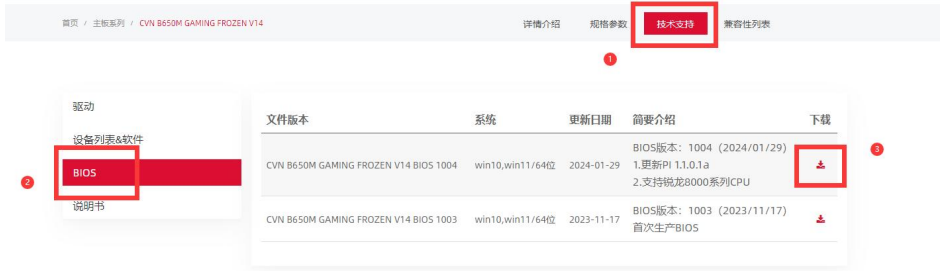 首页 / 主板系列 / CVN B650M GAMING FROZEN V14
详情介绍 规格参数 技术支持 兼容性列表
1
驱动
设备列表&软件
BIOS
说明书
2
文件版本 系统 更新日期 简要介绍 下载
CVN B650M GAMING FROZEN V14 BIOS 1004 win10,win11/64位 2024-01-29 BIOS版本：1004（2024/01/29）
1.更新PI 1.1.0.1a
2.支持锐龙8000系列CPU
3
CVN B650M GAMING FROZEN V14 BIOS 1003 win10,win11/64位 2023-11-17 BIOS版本：1003（2023/11/17）
首次生产BIOS